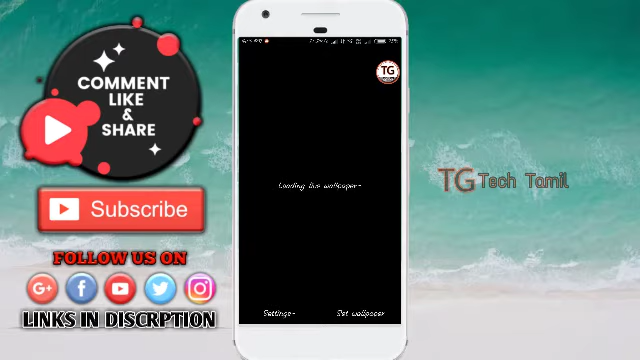 COMMENT
LIKE
&
SHARE
Subscribe
FOLLOW US ON
G+
f
LINKS IN DISCRPTION
TG
Loading live wallpaper-
Settings-
Set wallpaper
TG Tech Tamil